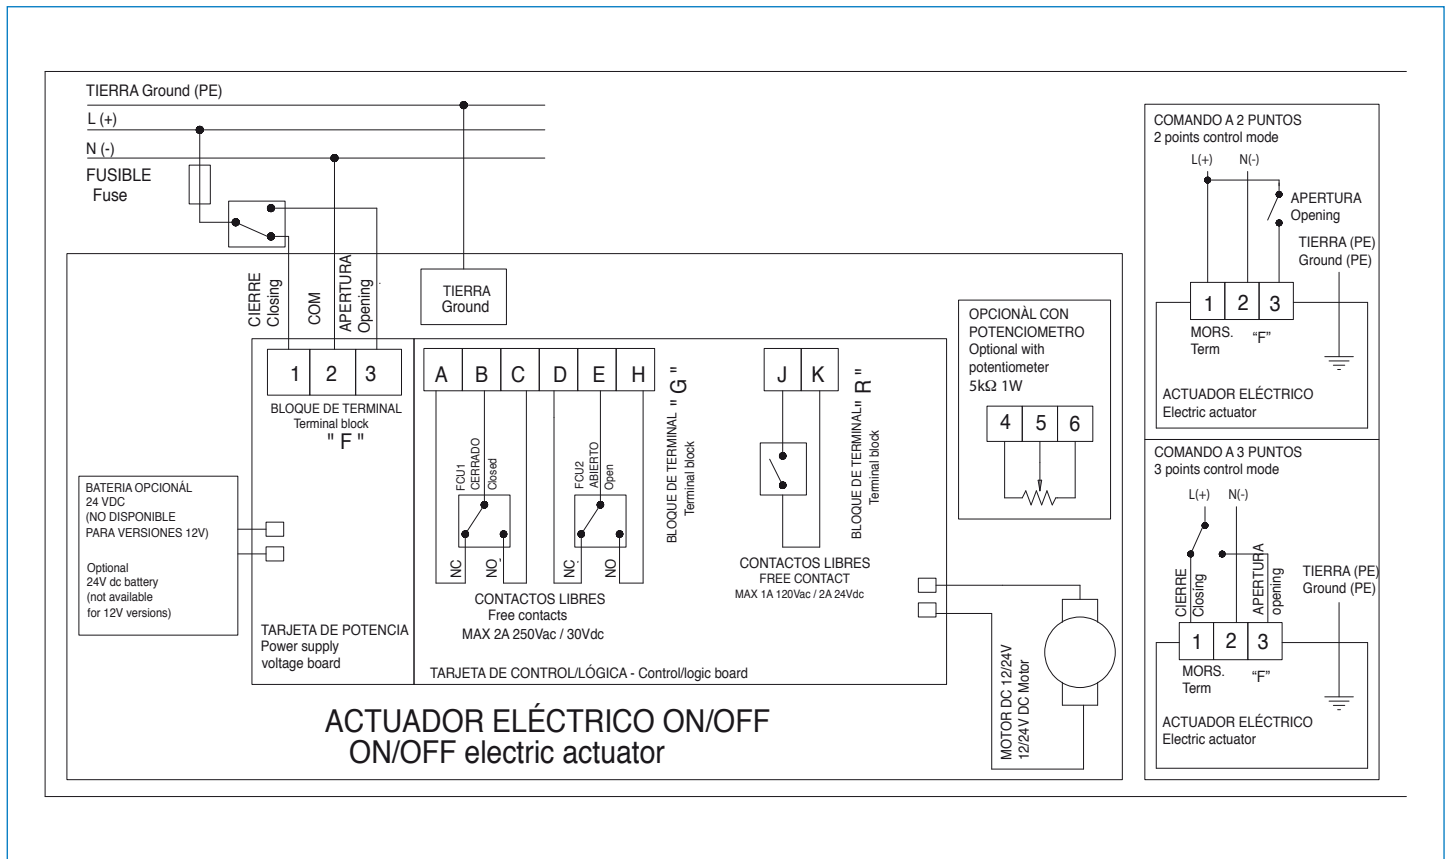 TIERRA Ground (PE)
L (+)
N (-)
FUSIBLE
Fuse
CIERRE
Closing
COM
APERTURA
Opening
TIERRA
Ground
1 2 3
BLOQUE DE TERMINAL
Terminal block
" F "
A B C D E H
FCU1
CERRADO
Closed
FCU2
ABIERTO
Open
NC
NO
NC
NO
BLOQUE DE TERMINAL " G "
Terminal block
CONTACTOS LIBRES
Free contacts
MAX 2A 250Vac / 30Vdc
J K
BLOQUE DE TERMINAL" R "
Terminal block
CONTACTOS LIBRES
FREE CONTACT
MAX 1A 120Vac / 2A 24Vdc
OPCIONÀL CON
POTENCIOMETRO
Optional with
potentiometer
5kΩ 1W
4 5 6
BATERIA OPCIONÁL
24 VDC
(NO DISPONIBLE
PARA VERSIONES 12V)
Optional
24V dc battery
(not available
for 12V versions)
TARJETA DE POTENCIA
Power supply
voltage board
TARJETA DE CONTROL/LÓGICA - Control/logic board
MOTOR DC 12/24V
12/24V DC Motor
ACTUADOR ELÉCTRICO ON/OFF
ON/OFF electric actuator
COMANDO A 2 PUNTOS
2 points control mode
L(+) N(-)
APERTURA
Opening
TIERRA (PE)
Ground (PE)
1 2 3
MORS. "F"
Term
ACTUADOR ELÉCTRICO
Electric actuator
COMANDO A 3 PUNTOS
3 points control mode
L(+) N(-)
CIERRE
Closing
APERTURA
opening
TIERRA (PE)
Ground (PE)
1 2 3
MORS. "F"
Term
ACTUADOR ELÉCTRICO
Electric actuator